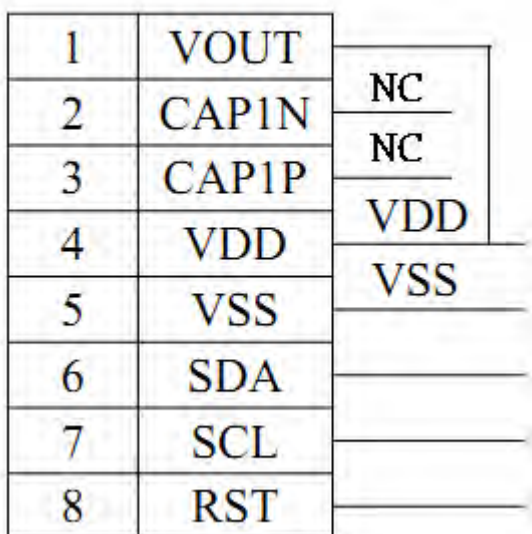 1 VOUT
2 CAP1N NC
3 CAP1P NC
4 VDD VDD
5 VSS VSS
6 SDA
7 SCL
8 RST